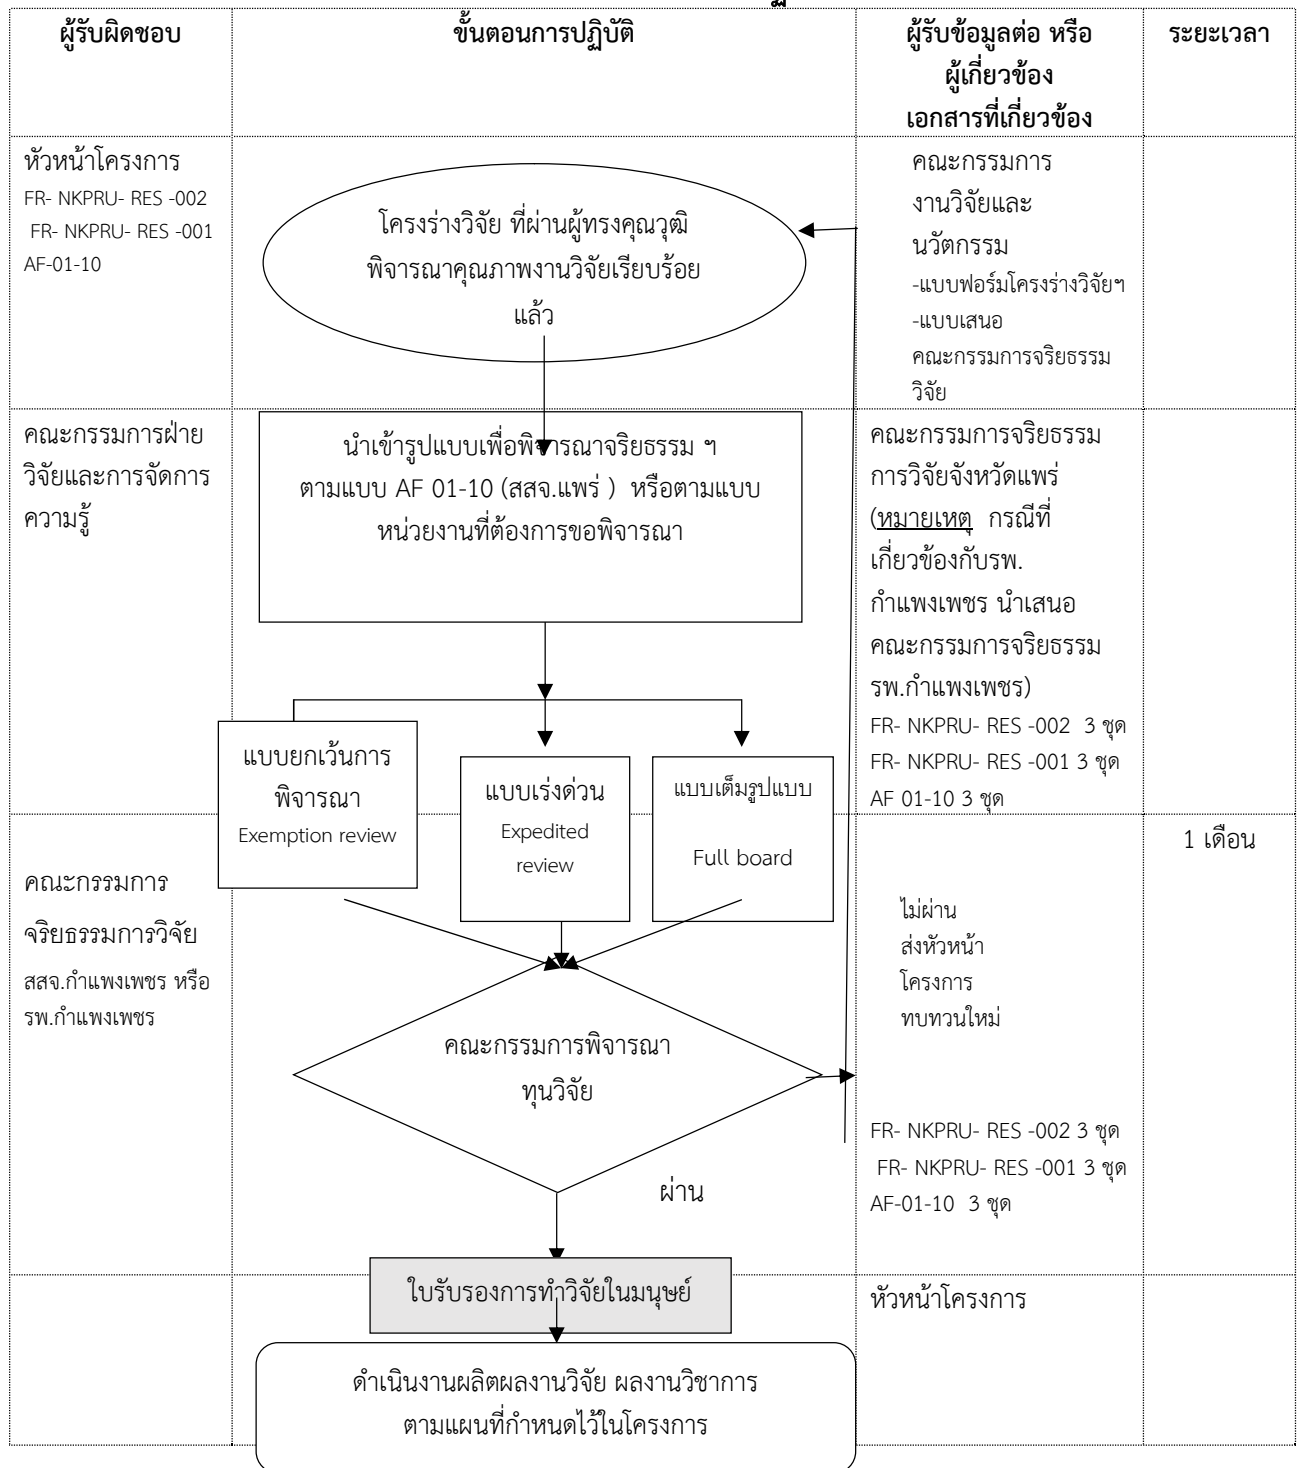 ผู้รับผิดชอบ
ขั้นตอนการปฏิบัติ
ผู้รับข้อมูลต่อ หรือ
ผู้เกี่ยวข้อง
เอกสารที่เกี่ยวข้อง
ระยะเวลา
หัวหน้าโครงการ
FR- NKPRU- RES -002
FR- NKPRU- RES -001
AF-01-10
โครงร่างวิจัย ที่ผ่านผู้ทรงคุณวุฒิ
พิจารณาคุณภาพงานวิจัยเรียบร้อย
แล้ว
คณะกรรมการ
งานวิจัยและ
นวัตกรรม
-แบบฟอร์มโครงร่างวิจัยฯ
-แบบเสนอ
คณะกรรมการจริยธรรม
วิจัย
คณะกรรมการฝ่าย
วิจัยและการจัดการ
ความรู้
นำเข้ารูปแบบเพื่อพิจารณาจริยธรรม ฯ
ตามแบบ AF 01-10 (สสจ.แพร่ ) หรือตามแบบ
หน่วยงานที่ต้องการขอพิจารณา
คณะกรรมการจริยธรรม
การวิจัยจังหวัดแพร่
(หมายเหตุ กรณีที่
เกี่ยวข้องกับรพ.
กำแพงเพชร นำเสนอ
คณะกรรมการจริยธรรม
รพ.กำแพงเพชร)
FR- NKPRU- RES -002 3 ชุด
FR- NKPRU- RES -001 3 ชุด
AF 01-10 3 ชุด
แบบยกเว้นการ
พิจารณา
Exemption review
แบบเร่งด่วน
Expedited
review
แบบเต็มรูปแบบ
Full board
คณะกรรมการ
จริยธรรมการวิจัย
สสจ.กำแพงเพชร หรือ
รพ.กำแพงเพชร
1 เดือน
ไม่ผ่าน
ส่งหัวหน้า
โครงการ
ทบทวนใหม่
คณะกรรมการพิจารณา
ทุนวิจัย
FR- NKPRU- RES -002 3 ชุด
FR- NKPRU- RES -001 3 ชุด
AF-01-10 3 ชุด
ผ่าน
ใบรับรองการทำวิจัยในมนุษย์
หัวหน้าโครงการ
ดำเนินงานผลิตผลงานวิจัย ผลงานวิชาการ
ตามแผนที่กำหนดไว้ในโครงการ